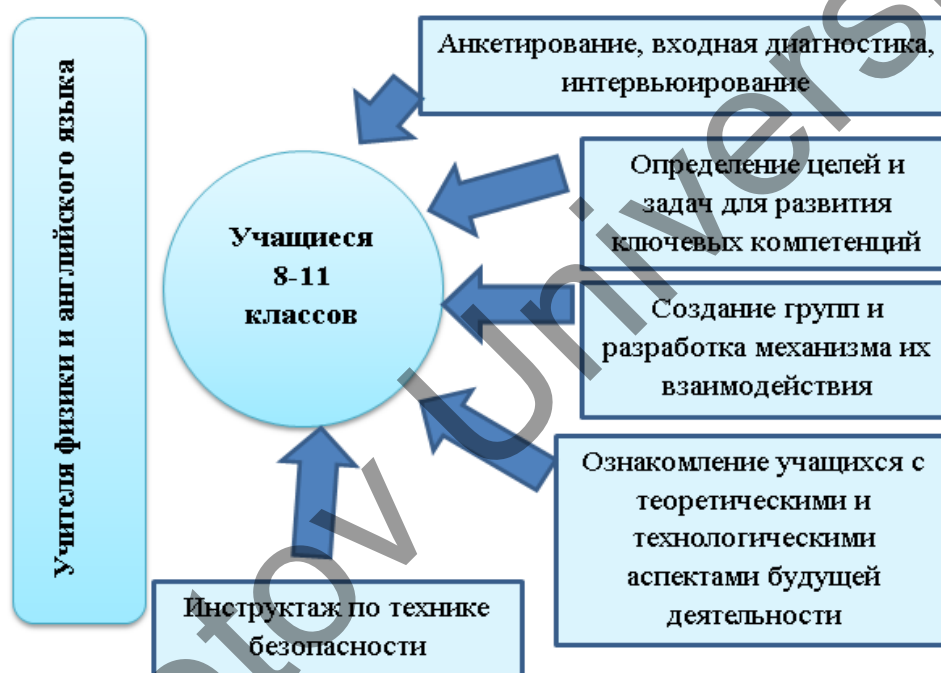 Учителя физики и английского языка
Анкетирование, входная диагностика,
интервьюирование
Определение целей и
задач для развития
ключевых компетенций
Учащиеся
8-11
классов
Создание групп и
разработка механизма их
взаимодействия
Ознакомление учащихся с
теоретическими и
технологическими
аспектами будущей
деятельности
Инструктаж по технике
безопасности